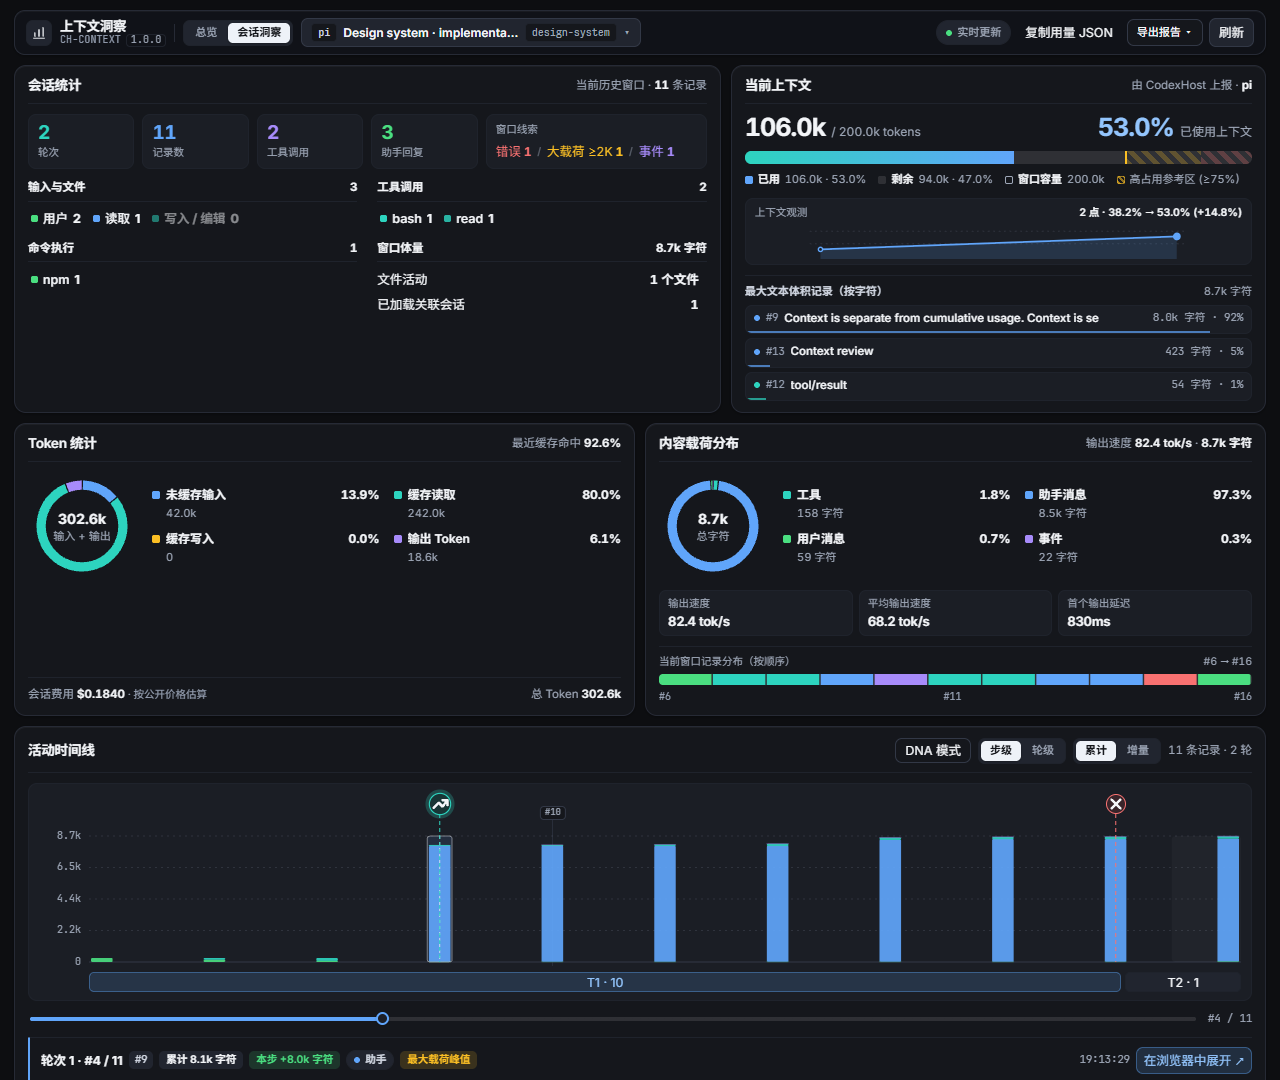 上下文洞察
CH-CONTEXT 1.0.0
总览 会话洞察
pi Design system · implementa... design-system
实时更新
复制用量 JSON
导出报告
刷新
会话统计
当前历史窗口 · 11 条记录
2
轮次
11
记录数
2
工具调用
3
助手回复
窗口线索
错误 1 / 大载荷 ≥2K 1 / 事件 1
输入与文件 3
用户 2 读取 1 写入 / 编辑 0
工具调用 2
bash 1 read 1
命令执行 1
npm 1
窗口体量 8.7k 字符
文件活动 1 个文件
已加载关联会话 1
当前上下文
由 CodexHost 上报 · pi
106.0k / 200.0k tokens
53.0% 已使用上下文
已用 106.0k · 53.0% 剩余 94.0k · 47.0% 窗口容量 200.0k 高占用参考区 (≥75%)
上下文观测
2 点 · 38.2% → 53.0% (+14.8%)
最大文本体积记录（按字符） 8.7k 字符
#9 Context is separate from cumulative usage. Context is se 8.0k 字符 · 92%
#13 Context review 423 字符 · 5%
#12 tool/result 54 字符 · 1%
Token 统计
最近缓存命中 92.6%
302.6k
输入 + 输出
未缓存输入 13.9%
42.0k
缓存读取 80.0%
242.0k
缓存写入 0.0%
0
输出 Token 6.1%
18.6k
会话费用 $0.1840 · 按公开价格估算
总 Token 302.6k
内容载荷分布
输出速度 82.4 tok/s · 8.7k 字符
8.7k
总字符
工具 1.8%
158 字符
助手消息 97.3%
8.5k 字符
用户消息 0.7%
59 字符
事件 0.3%
22 字符
输出速度
82.4 tok/s
平均输出速度
68.2 tok/s
首个输出延迟
830ms
当前窗口记录分布（按顺序） #6 → #16
#6 #11 #16
活动时间线
DNA 模式
步级 轮级
累计 增量
11 条记录 · 2 轮
#10
8.7k
6.5k
4.4k
2.2k
0
T1 · 10
T2 · 1
#4 / 11
轮次 1 · #4 / 11 #9 累计 8.1k 字符 本步 +8.0k 字符 助手 最大载荷峰值
19:13:29 在浏览器中展开 ↗